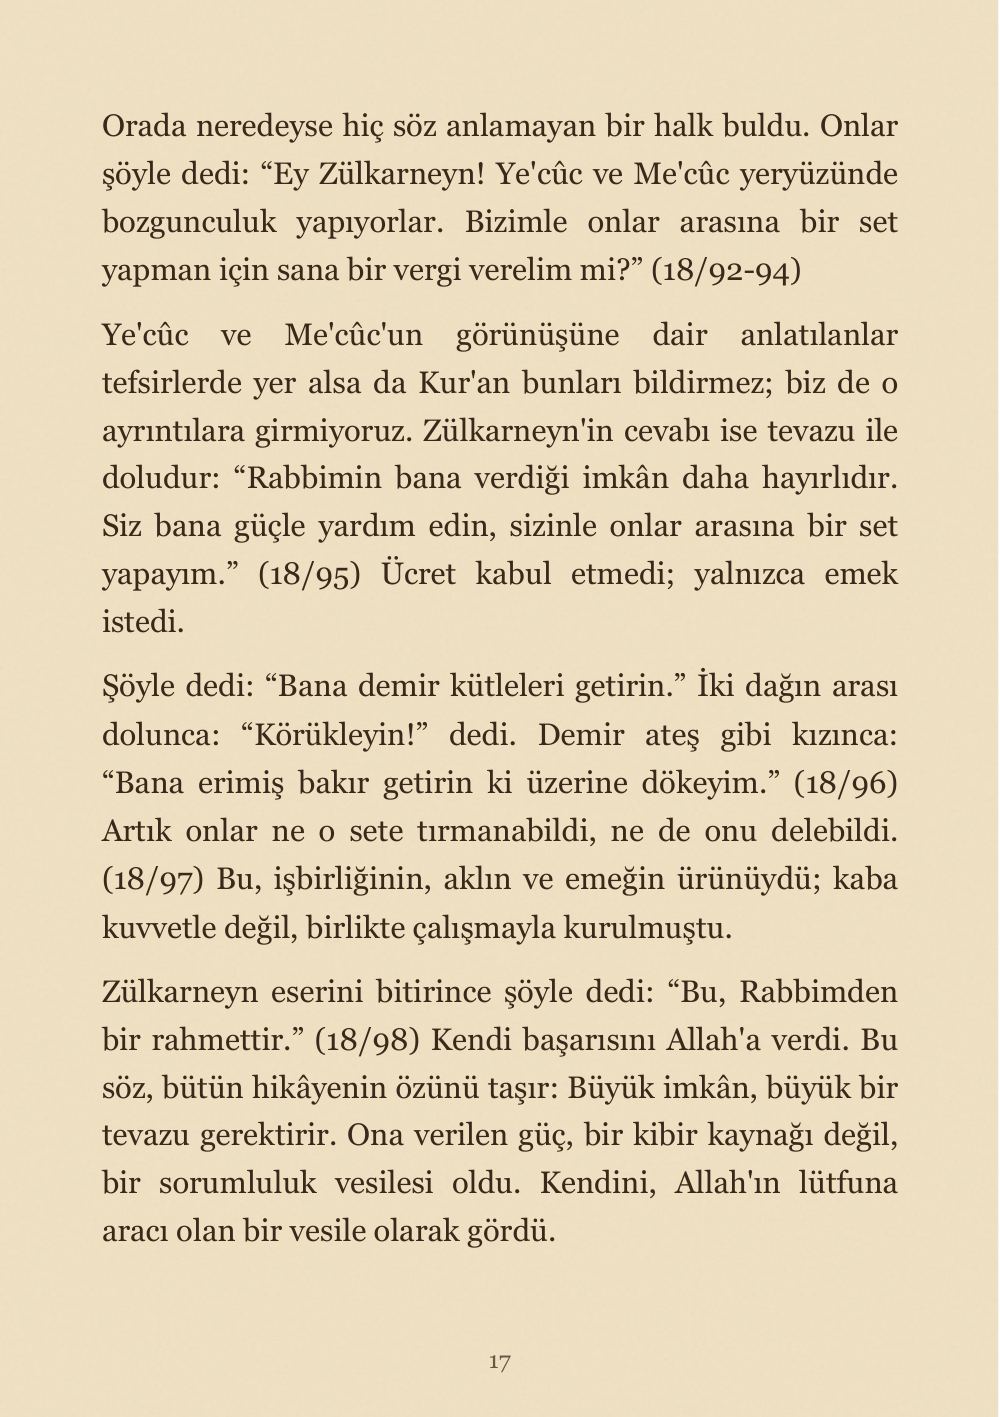 Orada neredeyse hiç söz anlamayan bir halk buldu. Onlar
şöyle dedi: “Ey Zülkarneyn! Ye'cûc ve Me'cûc yeryüzünde
bozgunculuk yapıyorlar. Bizimle onlar arasına bir set
yapman için sana bir vergi verelim mi?” (18/92-94)
Ye'cûc ve Me'cûc'un görünüşüne dair anlatılanlar
tefsirlerde yer alsa da Kur'an bunları bildirmez; biz de o
ayrıntılara girmiyoruz. Zülkarneyn'in cevabı ise tevazu ile
doludur: “Rabbimin bana verdiği imkân daha hayırlıdır.
Siz bana güçle yardım edin, sizinle onlar arasına bir set
yapayım.” (18/95) Ücret kabul etmedi; yalnızca emek
istedi.
Şöyle dedi: “Bana demir kütleleri getirin.” İki dağın arası
dolunca: “Körükleyin!” dedi. Demir ateş gibi kızınca:
“Bana erimiş bakır getirin ki üzerine dökeyim.” (18/96)
Artık onlar ne o sete tırmanabildi, ne de onu delebildi.
(18/97) Bu, işbirliğinin, aklın ve emeğin ürünüydü; kaba
kuvvetle değil, birlikte çalışmayla kurulmuştu.
Zülkarneyn eserini bitirince şöyle dedi: “Bu, Rabbimden
bir rahmettir.” (18/98) Kendi başarısını Allah'a verdi. Bu
söz, bütün hikâyenin özünü taşır: Büyük imkân, büyük bir
tevazu gerektirir. Ona verilen güç, bir kibir kaynağı değil,
bir sorumluluk vesilesi oldu. Kendini, Allah'ın lütfuna
aracı olan bir vesile olarak gördü.
17